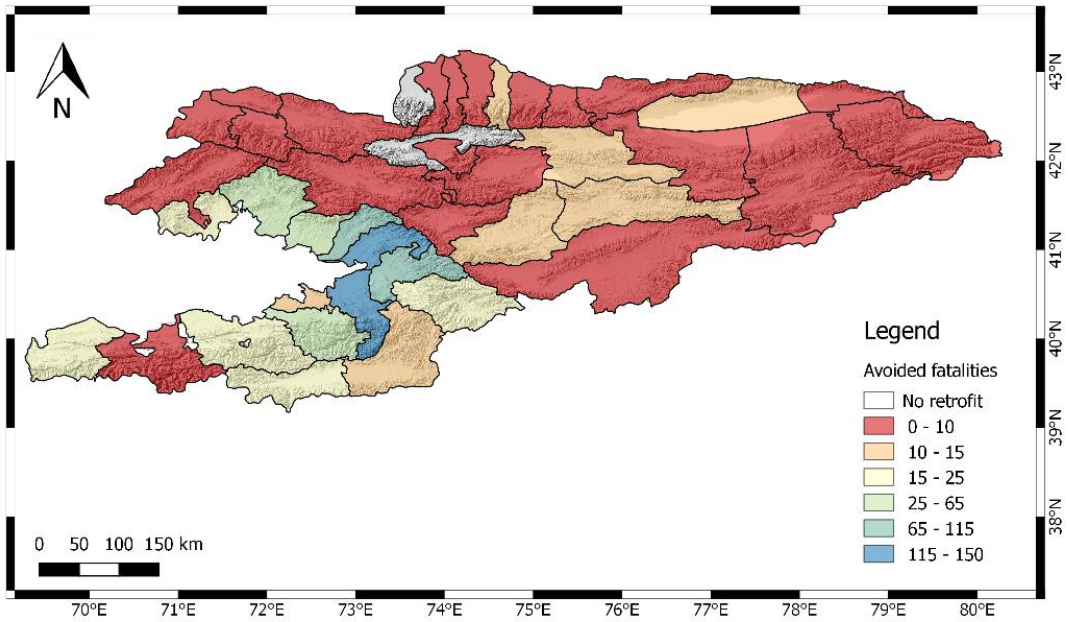 N
43°N
42°N
41°N
40°N
39°N
38°N
Legend
Avoided fatalities
No retrofit
0 - 10
10 - 15
15 - 25
25 - 65
65 - 115
115 - 150
0 50 100 150 km
70°E 71°E 72°E 73°E 74°E 75°E 76°E 77°E 78°E 79°E 80°E